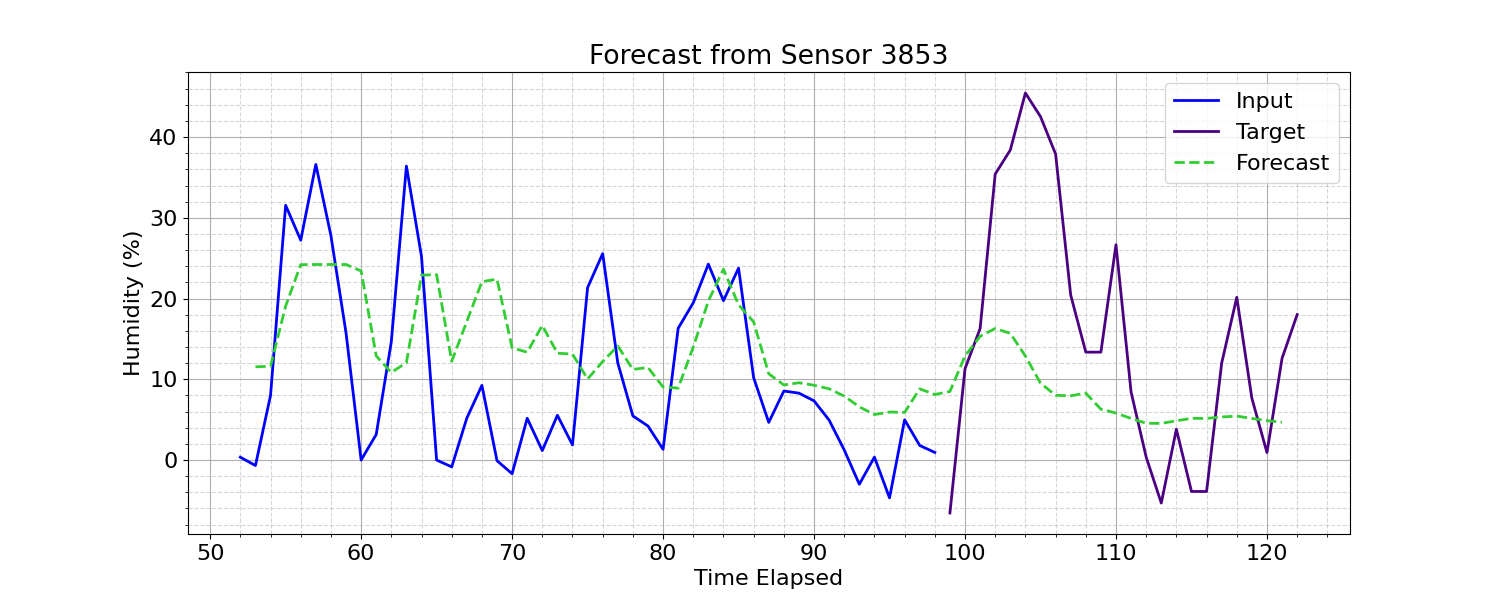 Forecast from Sensor 3853
Humidity (%)
40
30
20
10
0
50 60 70 80 90 100 110 120
Time Elapsed
Input
Target
Forecast